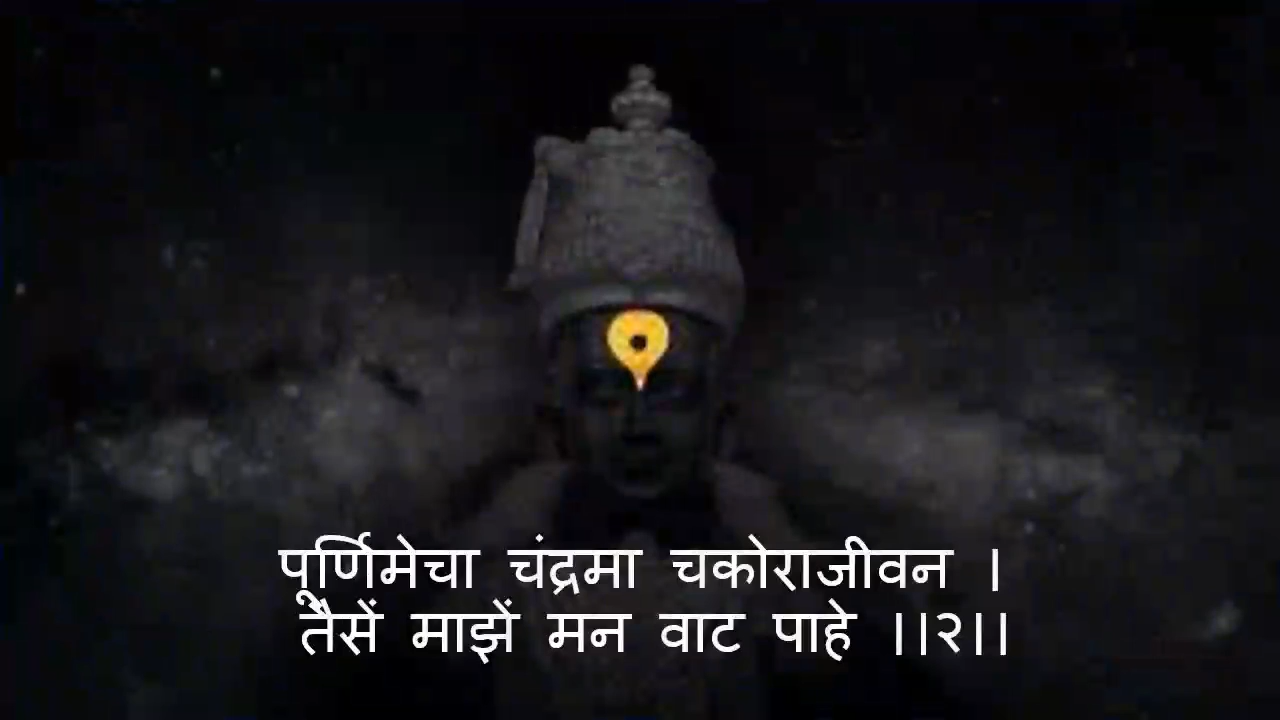 पूर्णिमेचा चंद्रमा चकोराजीवन ।
तैसें माझें मन वाट पाहे ।।२।।